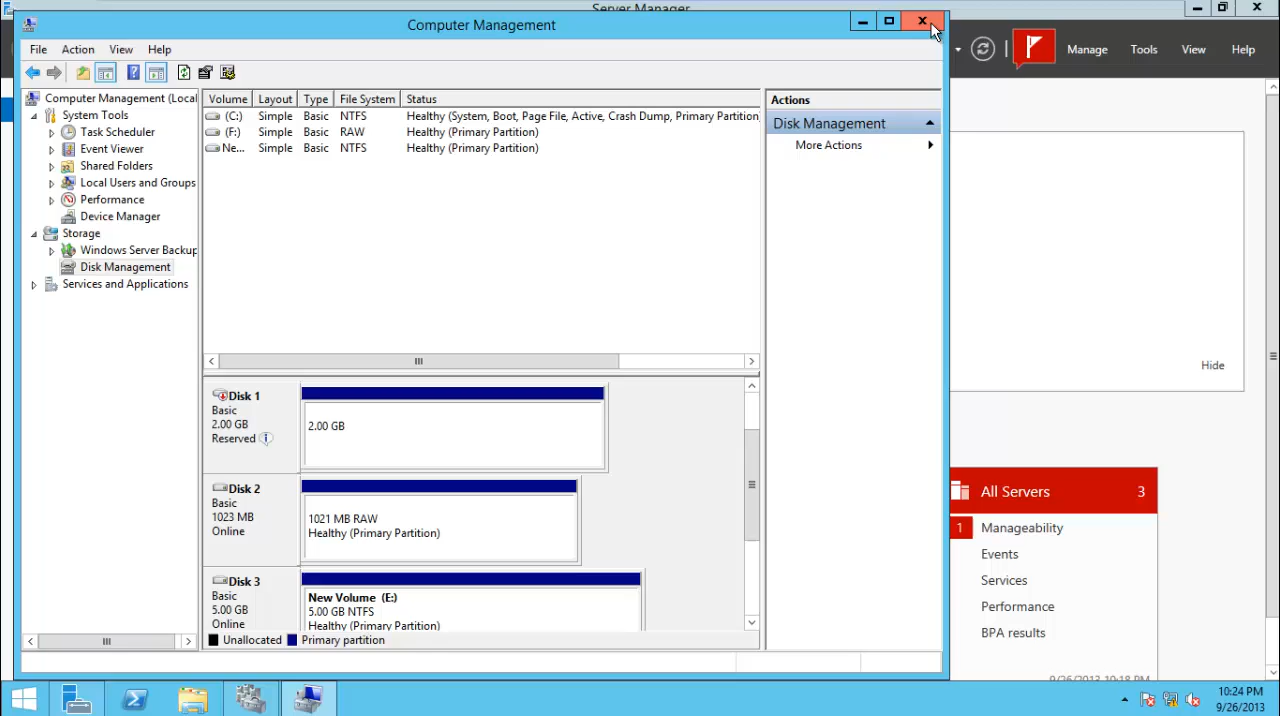 Server Manager
Computer Management
Manage
Tools
View
Help
File
Action
View
Help
Computer Management (Local
System Tools
Task Scheduler
Event Viewer
Shared Folders
Local Users and Groups
Performance
Device Manager
Storage
Windows Server Backup
Disk Management
Services and Applications
Volume Layout Type File System Status
(C:) Simple Basic NTFS Healthy (System, Boot, Page File, Active, Crash Dump, Primary Partition
(F:) Simple Basic RAW Healthy (Primary Partition)
Ne... Simple Basic NTFS Healthy (Primary Partition)
Disk 1
Basic
2.00 GB
Reserved
2.00 GB
Disk 2
Basic
1023 MB
Online
1021 MB RAW
Healthy (Primary Partition)
Disk 3
Basic
5.00 GB
Online
New Volume (E:)
5.00 GB NTFS
Healthy (Primary Partition)
Unallocated Primary partition
Actions
Disk Management
More Actions
Hide
All Servers 3
1 Manageability
Events
Services
Performance
BPA results
9/26/2013 10:18 PM
10:24 PM
9/26/2013